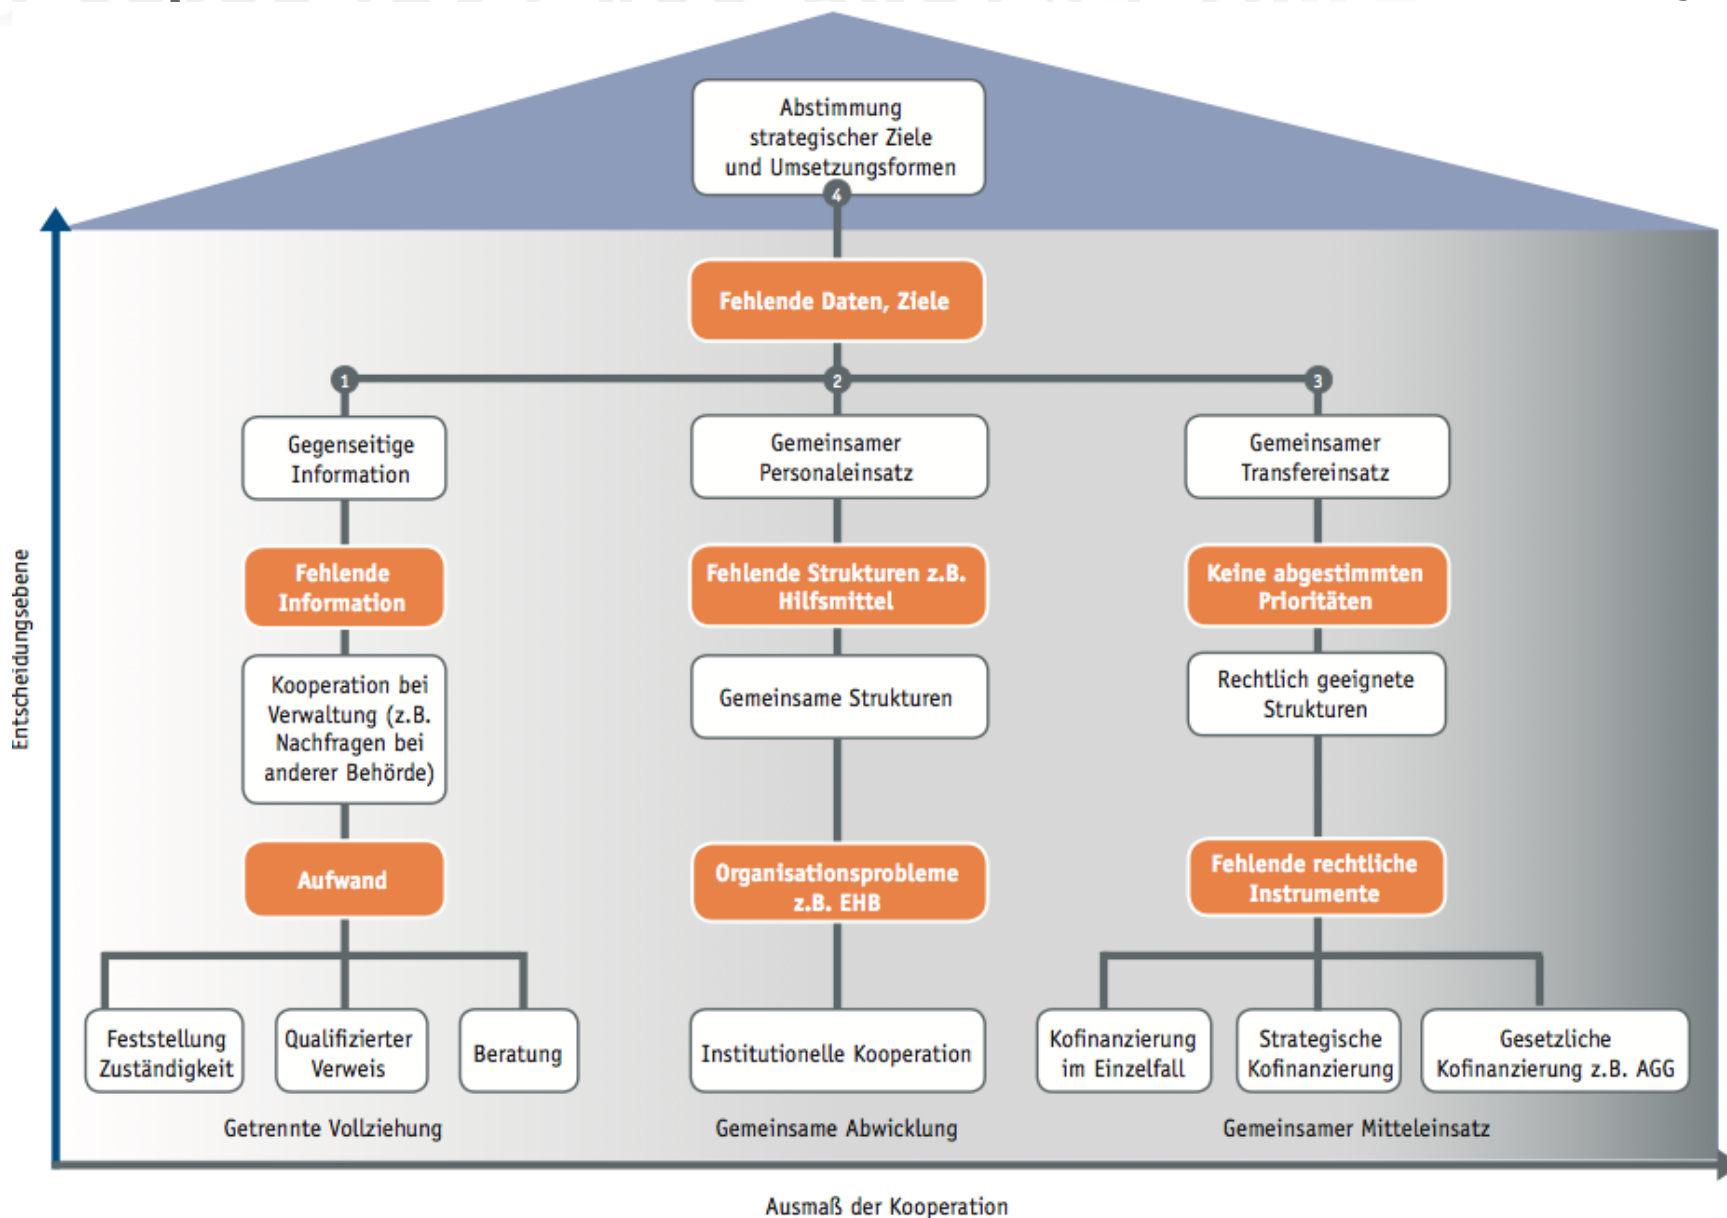 Abstimmung
strategischer Ziele
und Umsetzungsformen
4
Fehlende Daten, Ziele
1
2
3
Gegenseitige
Information
Gemeinsamer
Personaleinsatz
Gemeinsamer
Transfereinsatz
Fehlende
Information
Fehlende Strukturen z.B.
Hilfsmittel
Keine abgestimmten
Prioritäten
Kooperation bei
Verwaltung (z.B.
Nachfragen bei
anderer Behörde)
Gemeinsame Strukturen
Rechtlich geeignete
Strukturen
Aufwand
Organisationsprobleme
z.B. EHB
Fehlende rechtliche
Instrumente
Feststellung
Zuständigkeit
Qualifizierter
Verweis
Beratung
Institutionelle Kooperation
Kofinanzierung
im Einzelfall
Strategische
Kofinanzierung
Gesetzliche
Kofinanzierung z.B. AGG
Getrennte Vollziehung
Gemeinsame Abwicklung
Gemeinsamer Mitteleinsatz
Entscheidungsebene
Ausmaß der Kooperation